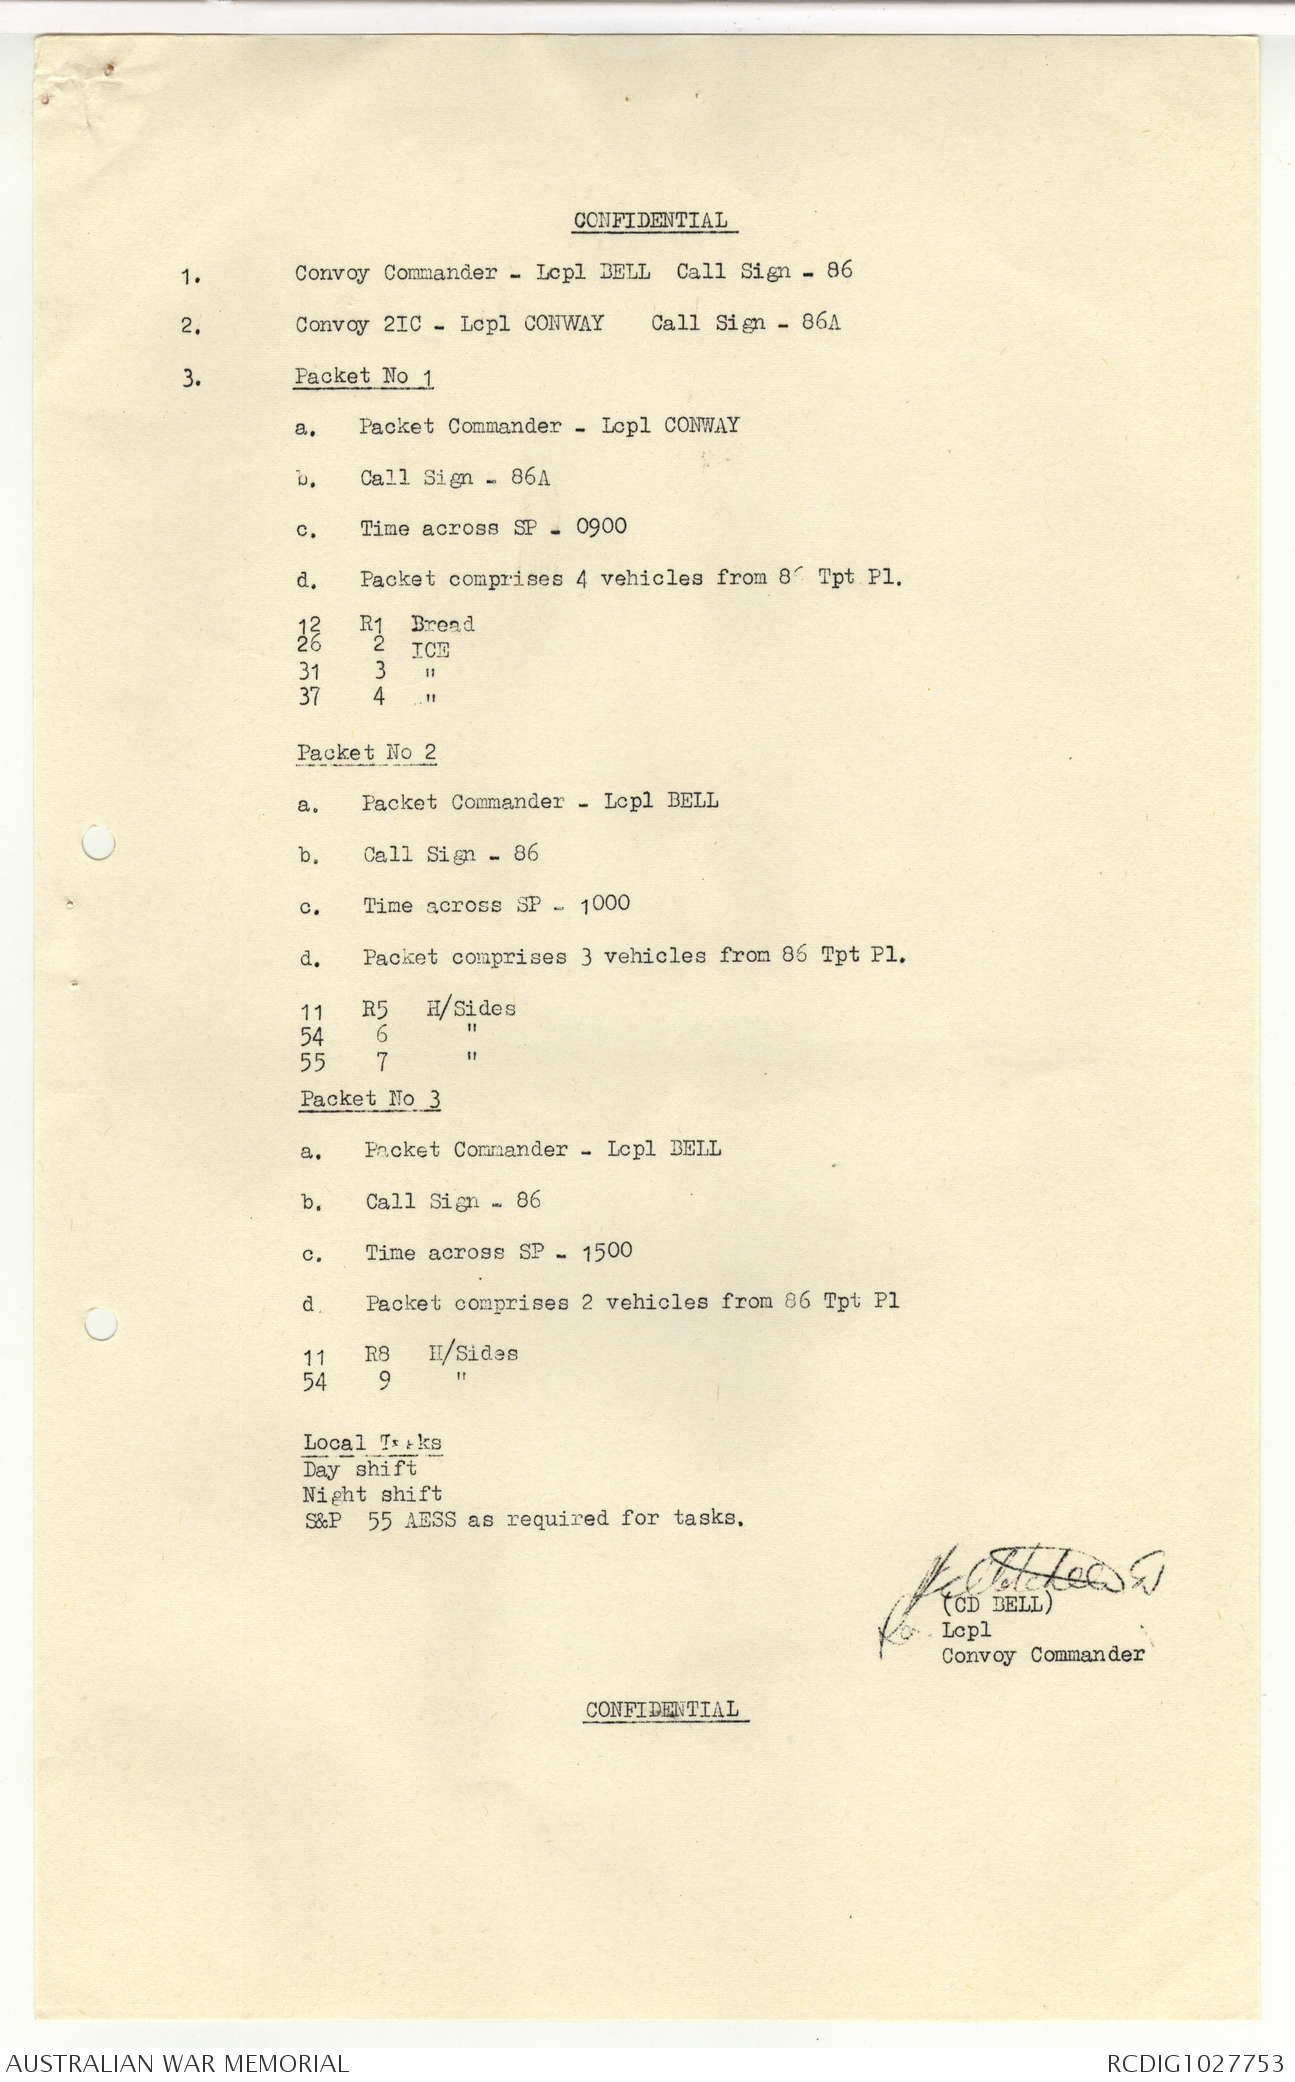 CONFIDENTIAL
1. Convoy Commander - Lcpl BELL Call Sign - 86
2. Convoy 2IC - Lcpl CONWAY Call Sign - 86A
3. Packet No 1
a. Packet Commander - Lcpl CONWAY
b. Call Sign - 86A
c. Time across SP - 0900
d. Packet comprises 4 vehicles from 86 Tpt Pl.
12 R1 Bread
26 2 ICE
31 3 "
37 4 "
Packet No 2
a. Packet Commander - Lcpl BELL
b. Call Sign - 86
c. Time across SP - 1000
d. Packet comprises 3 vehicles from 86 Tpt Pl.
11 R5 H/Sides
54 6 "
55 7 "
Packet No 3
a. Packet Commander - Lcpl BELL
b. Call Sign - 86
c. Time across SP - 1500
d. Packet comprises 2 vehicles from 86 Tpt Pl
11 R8 H/Sides
54 9 "
Local Tasks
Day shift
Night shift
S&P 55 AESS as required for tasks.
(CD BELL)
Lcpl
Convoy Commander
CONFIDENTIAL
AUSTRALIAN WAR MEMORIAL
RCDIG1027753